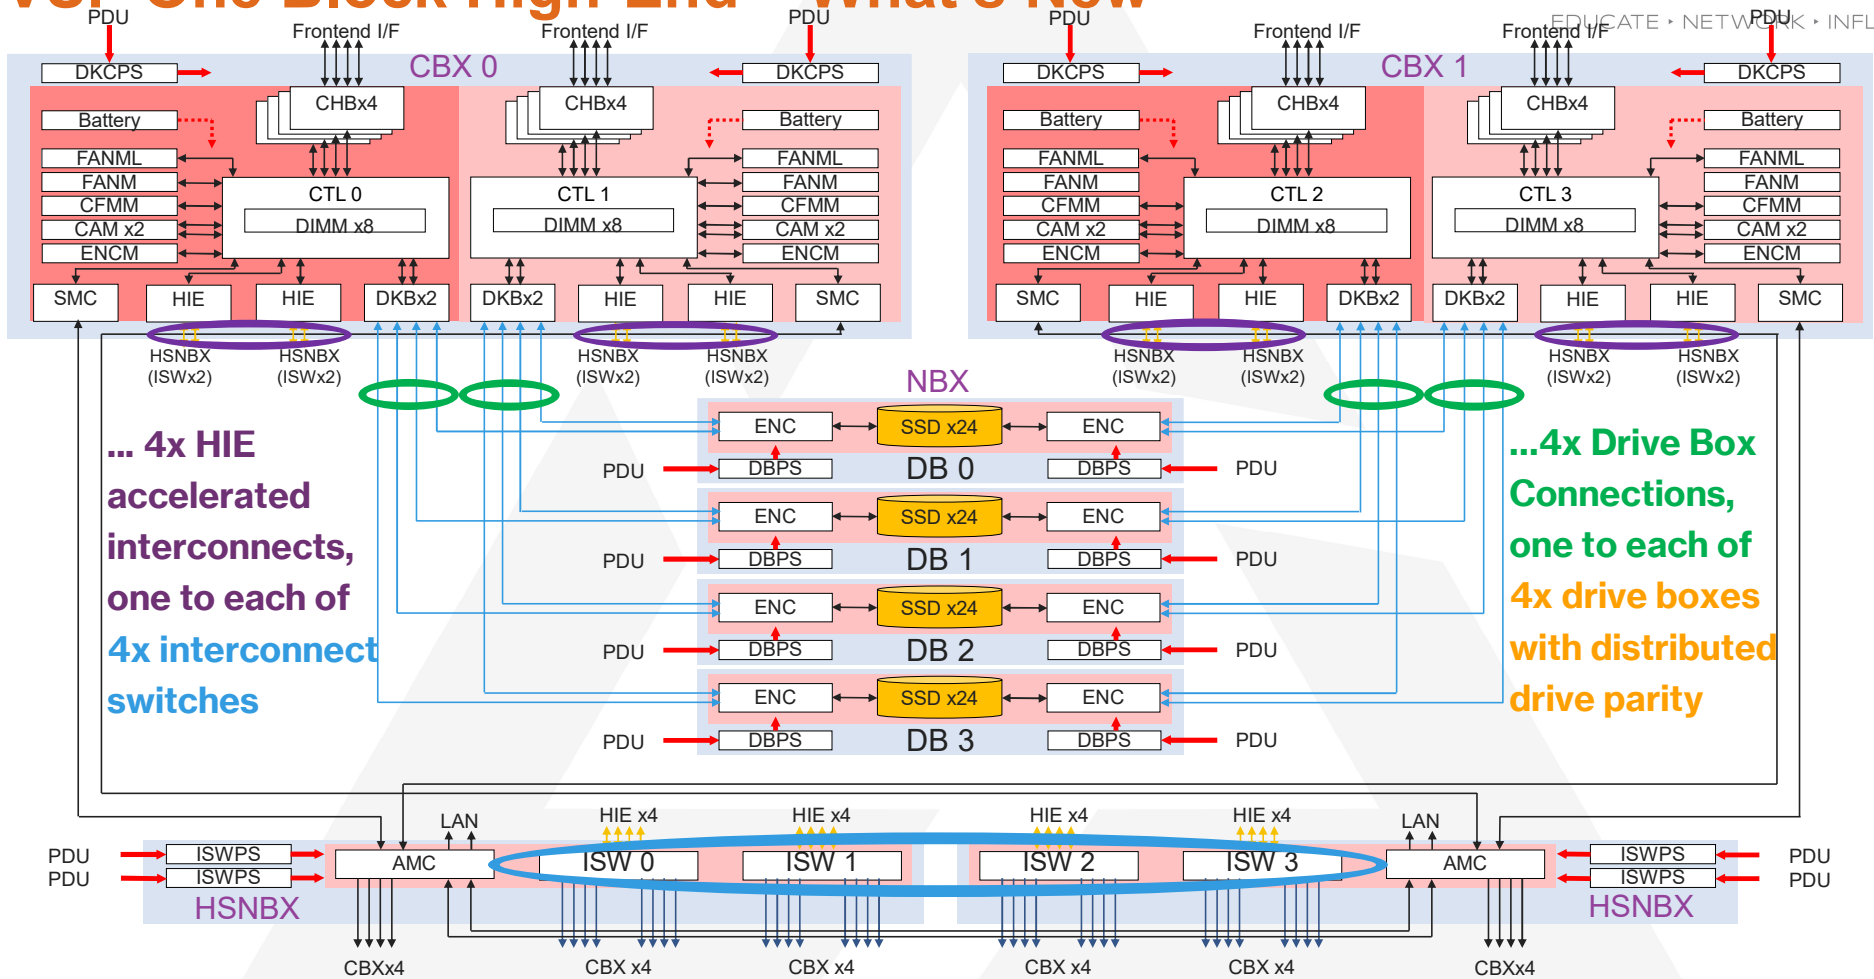 VSP One Block High End – What's New
EDUCATE • NETWORK • INFL
PDU
Frontend I/F
Frontend I/F
PDU
PDU
Frontend I/F
Frontend I/F
PDU
CBX 0
CBX 1
DKCPS
DKCPS
DKCPS
DKCPS
CHBx4
CHBx4
CHBx4
CHBx4
Battery
Battery
Battery
Battery
FANML
FANML
FANML
FANML
FANM
FANM
FANM
FANM
CTL 0
CTL 1
CTL 2
CTL 3
CFMM
CFMM
CFMM
CFMM
DIMM x8
DIMM x8
DIMM x8
DIMM x8
CAM x2
CAM x2
CAM x2
CAM x2
ENCM
ENCM
ENCM
ENCM
SMC
HIE
HIE
DKBx2
DKBx2
HIE
HIE
SMC
SMC
HIE
HIE
DKBx2
DKBx2
HIE
HIE
SMC
HSNBX
(ISWx2)
HSNBX
(ISWx2)
HSNBX
(ISWx2)
HSNBX
(ISWx2)
HSNBX
(ISWx2)
HSNBX
(ISWx2)
HSNBX
(ISWx2)
HSNBX
(ISWx2)
... 4x HIE
accelerated
interconnects,
one to each of
4x interconnect
switches
NBX
ENC
SSD x24
ENC
PDU
DBPS
DB 0
DBPS
PDU
ENC
SSD x24
ENC
PDU
DBPS
DB 1
DBPS
PDU
ENC
SSD x24
ENC
PDU
DBPS
DB 2
DBPS
PDU
ENC
SSD x24
ENC
PDU
DBPS
DB 3
DBPS
PDU
...4x Drive Box
Connections,
one to each of
4x drive boxes
with distributed
drive parity
LAN
HIE x4
HIE x4
HIE x4
HIE x4
LAN
PDU
PDU
ISWPS
ISWPS
AMC
ISW 0
ISW 1
ISW 2
ISW 3
AMC
ISWPS
ISWPS
PDU
PDU
HSNBX
HSNBX
CBXx4
CBX x4
CBX x4
CBX x4
CBX x4
CBXx4